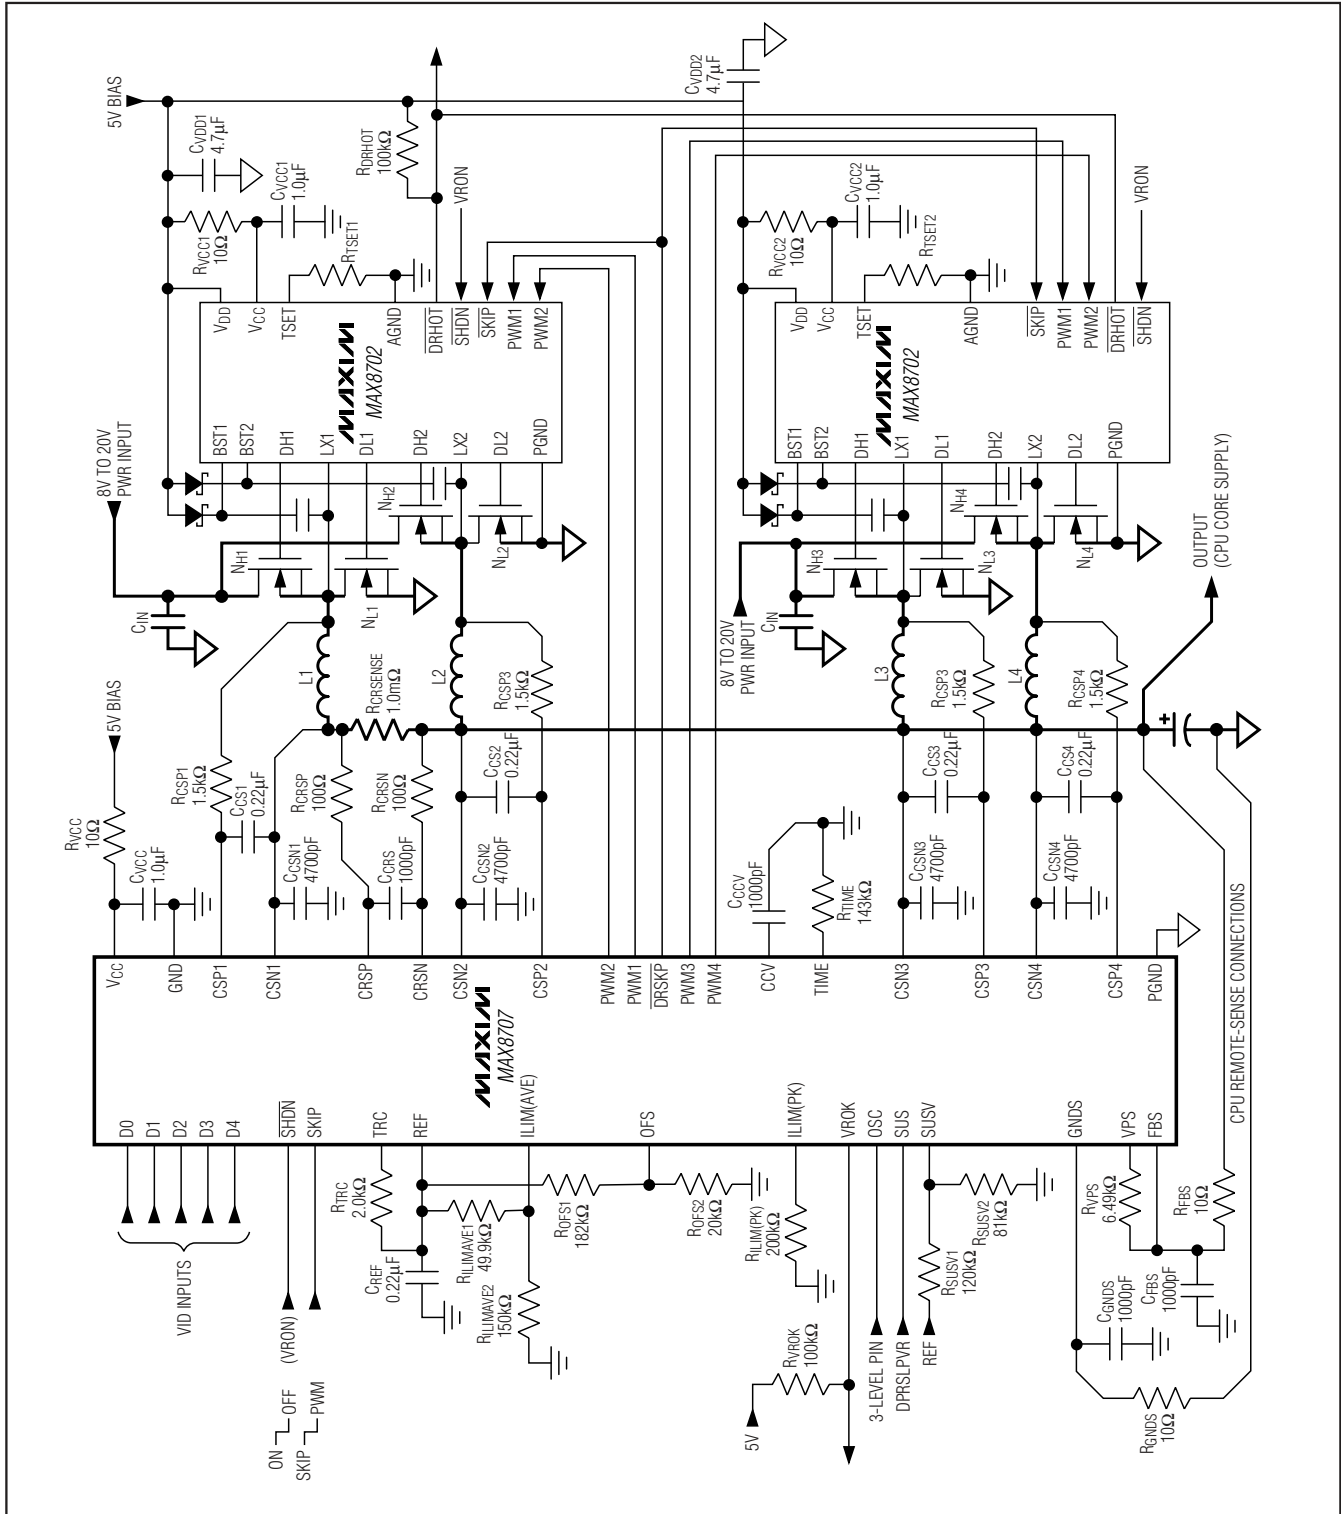 5V BIAS
CVDD1
4.7µF
CVDD2
4.7µF
RDRHOT
100kΩ
CVCC1
1.0µF
RVCC1
10Ω
RTSET1
VRON
CVCC2
1.0µF
RVCC2
10Ω
RTSET2
VRON
VDD
VCC
TSET
AGND
DRHOT
SHDN
SKIP
PWM1
PWM2
MAXIM
MAX8702
BST1
BST2
DH1
LX1
DL1
DH2
LX2
DL2
PGND
VDD
VCC
TSET
AGND
SKIP
PWM1
PWM2
DRHOT
SHDN
MAXIM
MAX8702
BST1
BST2
DH1
LX1
DL1
DH2
LX2
DL2
PGND
8V TO 20V
PWR INPUT
NH1
NL1
NH2
NL2
CIN
8V TO 20V
PWR INPUT
NH3
NL3
NH4
NL4
CIN
OUTPUT
(CPU CORE SUPPLY)
5V BIAS
L1
RCRSENSE
1.0mΩ
L2
RCSP3
1.5kΩ
L3
RCSP3
1.5kΩ
L4
RCSP4
1.5kΩ
+
RVCC
10Ω
CVCC
1.0µF
RCSP1
1.5kΩ
CCS1
0.22µF
RCRSP
100Ω
RCRSN
100Ω
CCS2
0.22µF
CCSN1
4700pF
CCRS
1000pF
CCSN2
4700pF
CCCV
1000pF
RTIME
143kΩ
CCS3
0.22µF
CCSN3
4700pF
CCS4
0.22µF
CCSN4
4700pF
CPU REMOTE-SENSE CONNECTIONS
VCC
GND
CSP1
CSN1
CRSP
CRSN
CSN2
CSP2
PWM2
PWM1
DRSKP
PWM3
PWM4
CCV
TIME
CSN3
CSP3
CSN4
CSP4
PGND
MAXIM
MAX8707
D0
D1
D2
D3
D4
SHDN
SKIP
TRC
REF
ILIM(AVE)
OFS
ILIM(PK)
VROK
OSC
SUS
SUSV
GNDS
VPS
FBS
VID INPUTS
(VRON)
ON
OFF
SKIP
PWM
RTRC
2.0kΩ
CREF
0.22µF
RILIMAVE1
49.9kΩ
RILIMAVE2
150kΩ
ROFS1
182kΩ
ROFS2
20kΩ
RILIM(PK)
200kΩ
RVROK
100kΩ
5V
3-LEVEL PIN
DPRSLPVR
REF
RSUSV1
120kΩ
RSUSV2
81kΩ
RVPS
6.49kΩ
RFBS
10Ω
CGNDS
1000pF
CFBS
1000pF
RGNDS
10Ω